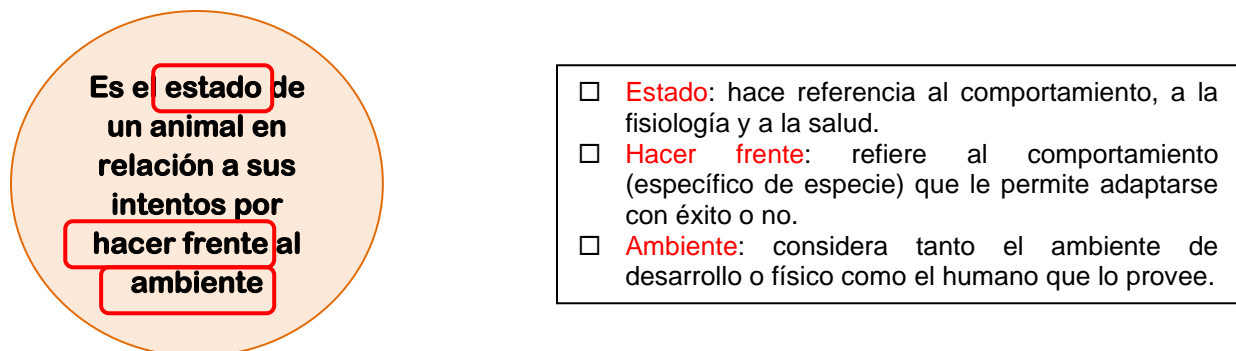 Es el estado de
un animal en
relación a sus
intentos por
hacer frente al
ambiente
☐ Estado: hace referencia al comportamiento, a la
fisiología y a la salud.
☐ Hacer frente: refiere al comportamiento
(específico de especie) que le permite adaptarse
con éxito o no.
☐ Ambiente: considera tanto el ambiente de
desarrollo o físico como el humano que lo provee.